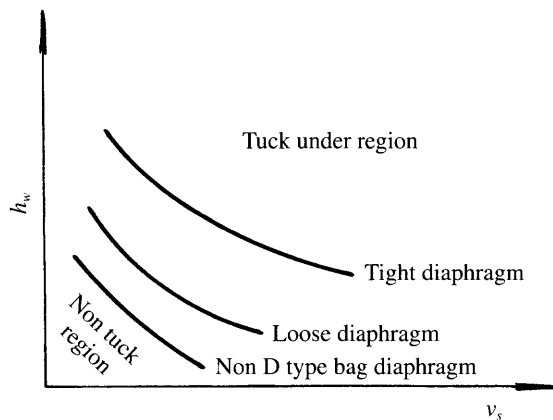 Tuck under region
h_w
Tight diaphragm
Non tuck
region
Loose diaphragm
Non D type bag diaphragm
v_s